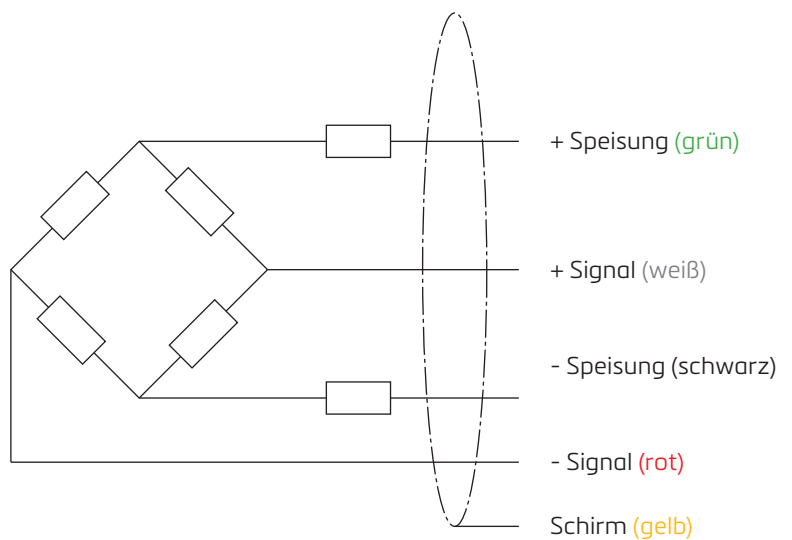 + Speisung (grün)
+ Signal (weiß)
- Speisung (schwarz)
- Signal (rot)
Schirm (gelb)